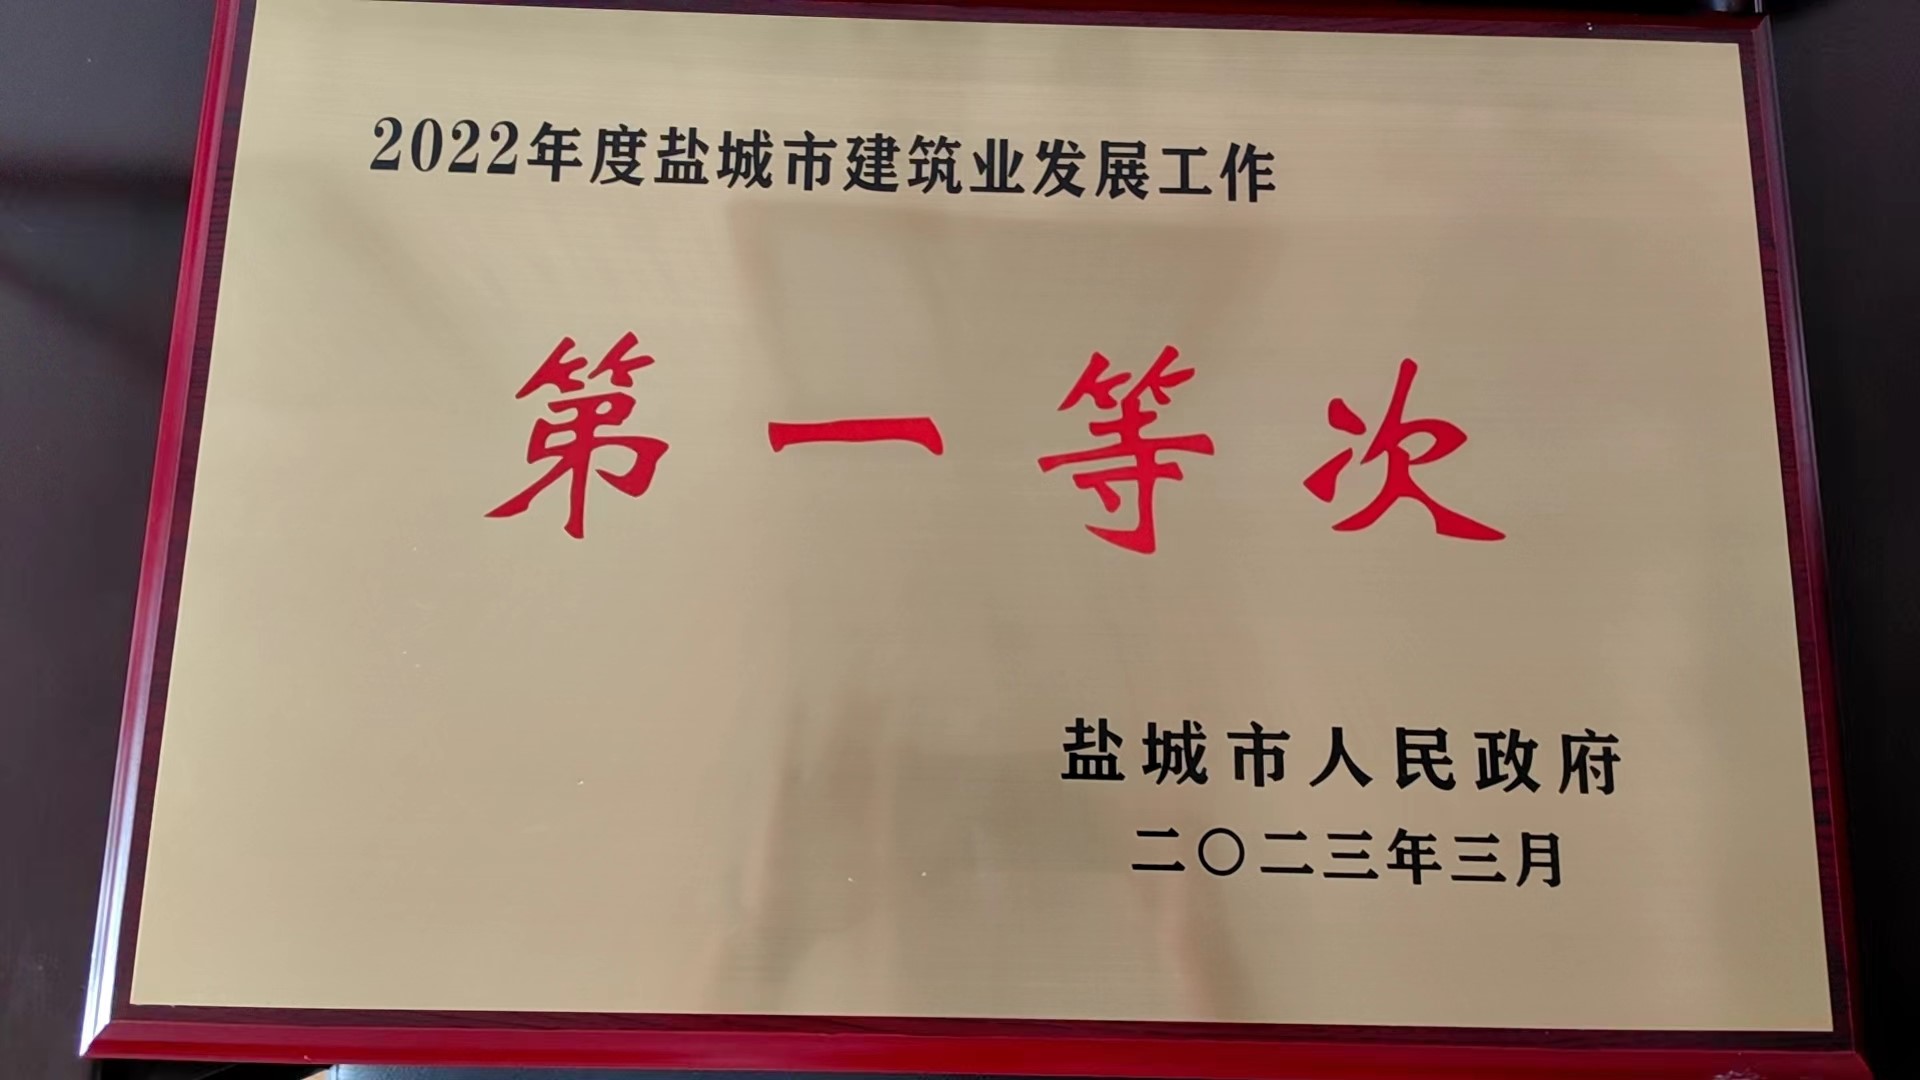 2022年度盐城市建筑业发展工作
第一等次
盐城市人民政府
二〇二三年三月